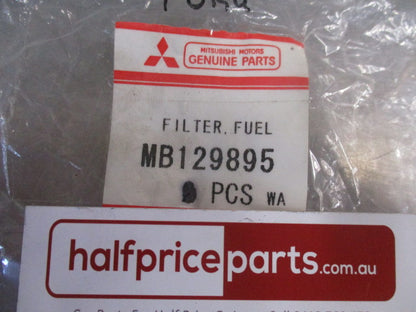 MITSUBISHI MOTORS
GENUINE PARTS
FILTER, FUEL
MB129895
PCS WA
halfpriceparts.com.au